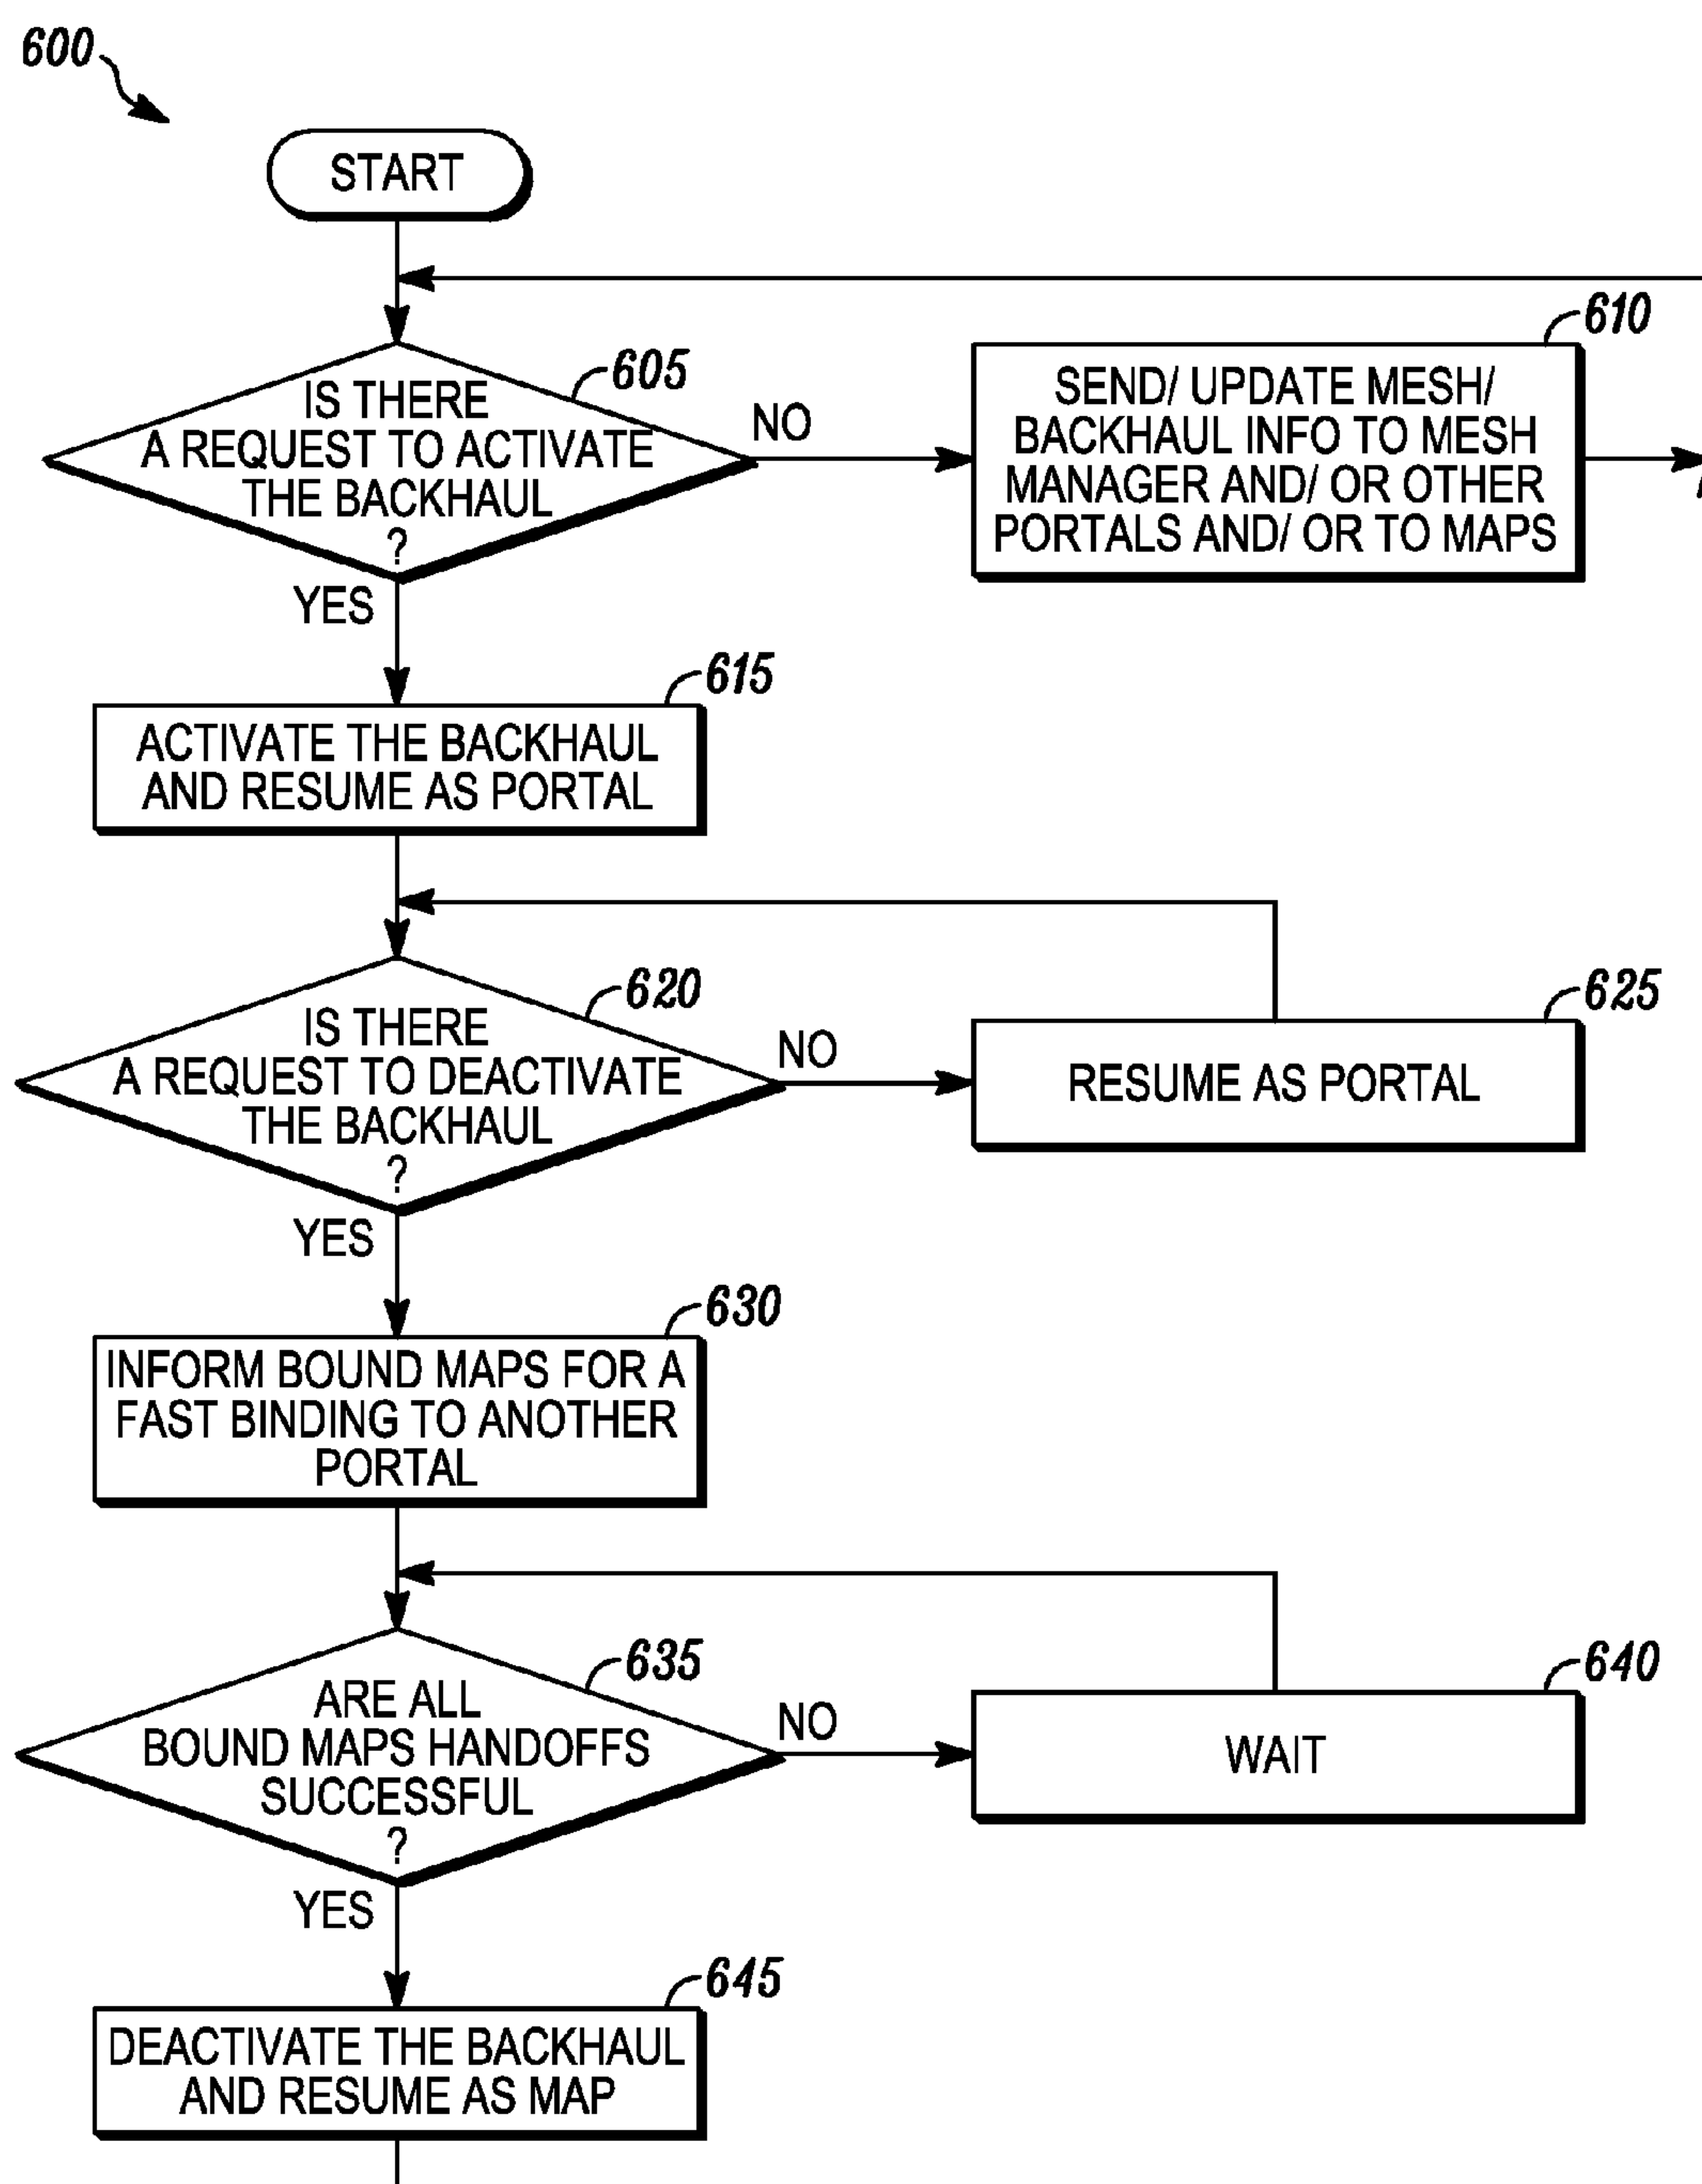 600
START
605
IS THERE
A REQUEST TO ACTIVATE
THE BACKHAUL
?
NO
610
SEND/ UPDATE MESH/
BACKHAUL INFO TO MESH
MANAGER AND/ OR OTHER
PORTALS AND/ OR TO MAPS
YES
615
ACTIVATE THE BACKHAUL
AND RESUME AS PORTAL
620
IS THERE
A REQUEST TO DEACTIVATE
THE BACKHAUL
?
NO
625
RESUME AS PORTAL
YES
630
INFORM BOUND MAPS FOR A
FAST BINDING TO ANOTHER
PORTAL
635
ARE ALL
BOUND MAPS HANDOFFS
SUCCESSFUL
?
NO
640
WAIT
YES
645
DEACTIVATE THE BACKHAUL
AND RESUME AS MAP